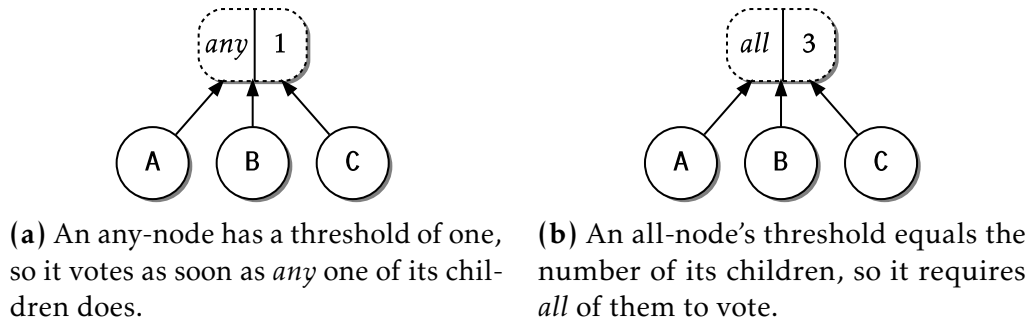 any 1
A B C
(a) An any-node has a threshold of one,
so it votes as soon as any one of its chil-
dren does.
all 3
A B C
(b) An all-node's threshold equals the
number of its children, so it requires
all of them to vote.